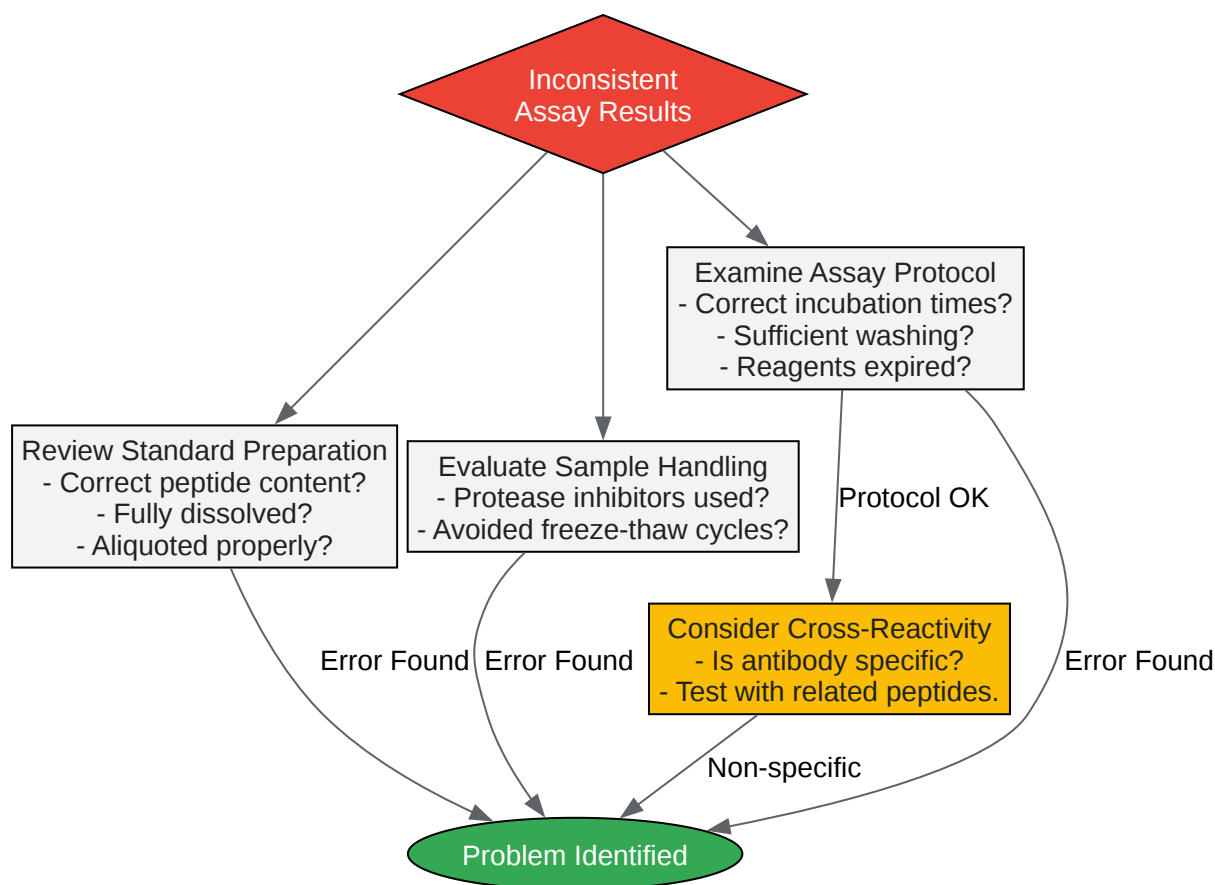 Inconsistent
Assay Results
Examine Assay Protocol
- Correct incubation times?
- Sufficient washing?
- Reagents expired?
Review Standard Preparation
- Correct peptide content?
- Fully dissolved?
- Aliquoted properly?
Evaluate Sample Handling
- Protease inhibitors used?
- Avoided freeze-thaw cycles?
Protocol OK
Consider Cross-Reactivity
- Is antibody specific?
- Test with related peptides.
Error Found
Error Found
Error Found
Non-specific
Problem Identified